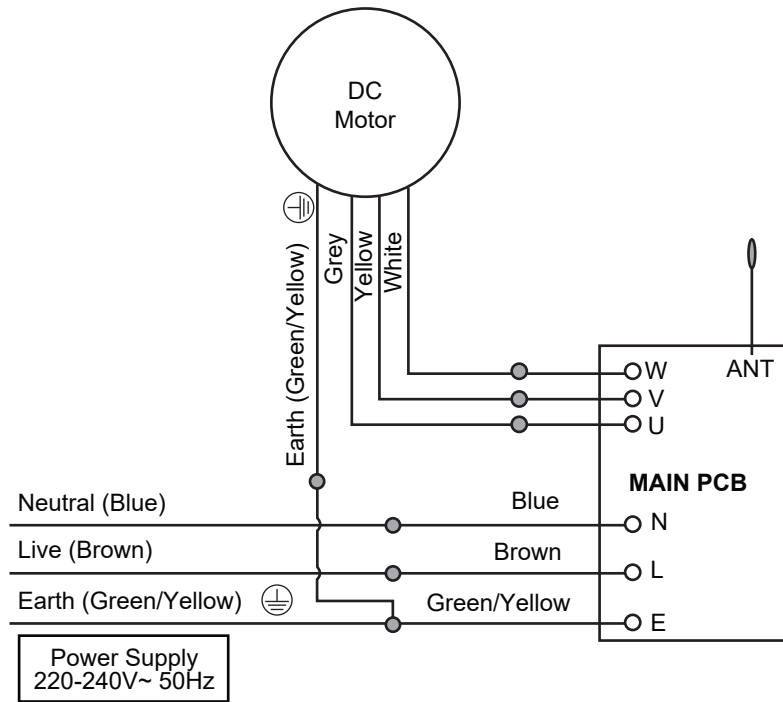 DC
Motor
Earth (Green/Yellow)
Grey
Yellow
White
ANT
W
V
U
MAIN PCB
Neutral (Blue)
Blue
N
Live (Brown)
Brown
L
Earth (Green/Yellow)
Green/Yellow
E
Power Supply
220-240V~ 50Hz